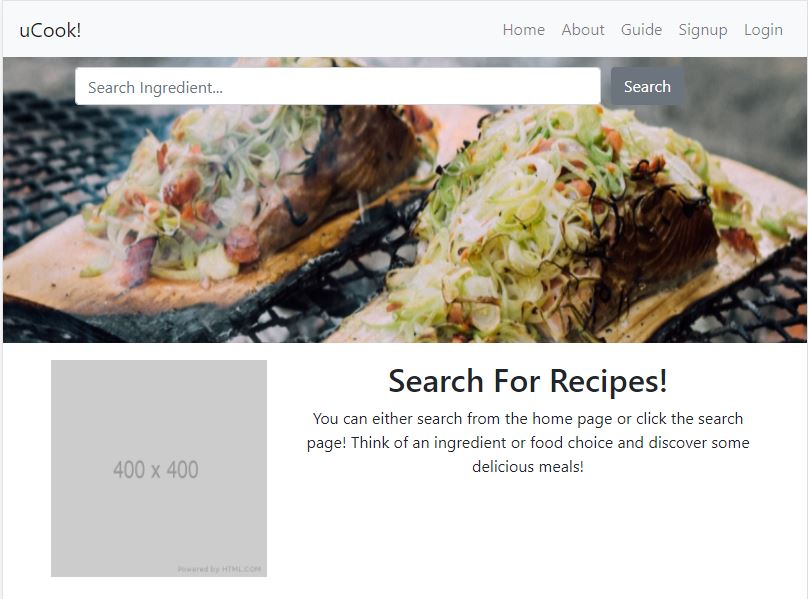 uCook!
Home About Guide Signup Login
Search Ingredient...
Search
400 x 400
Powered by HTML.COM
Search For Recipes!
You can either search from the home page or click the search
page! Think of an ingredient or food choice and discover some
delicious meals!